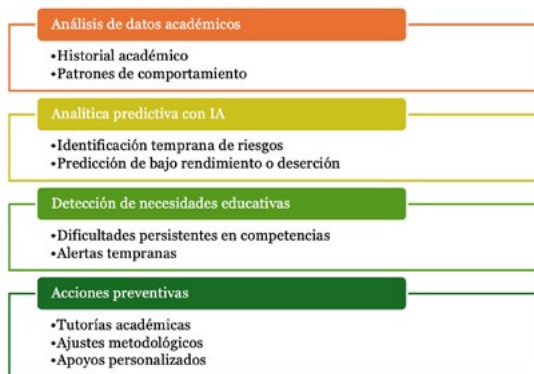 Análisis de datos académicos
•Historial académico
•Patrones de comportamiento
Analítica predictiva con IA
•Identificación temprana de riesgos
•Predicción de bajo rendimiento o deserción
Detección de necesidades educativas
•Dificultades persistentes en competencias
•Alertas tempranas
Acciones preventivas
•Tutorías académicas
•Ajustes metodológicos
•Apoyos personalizados